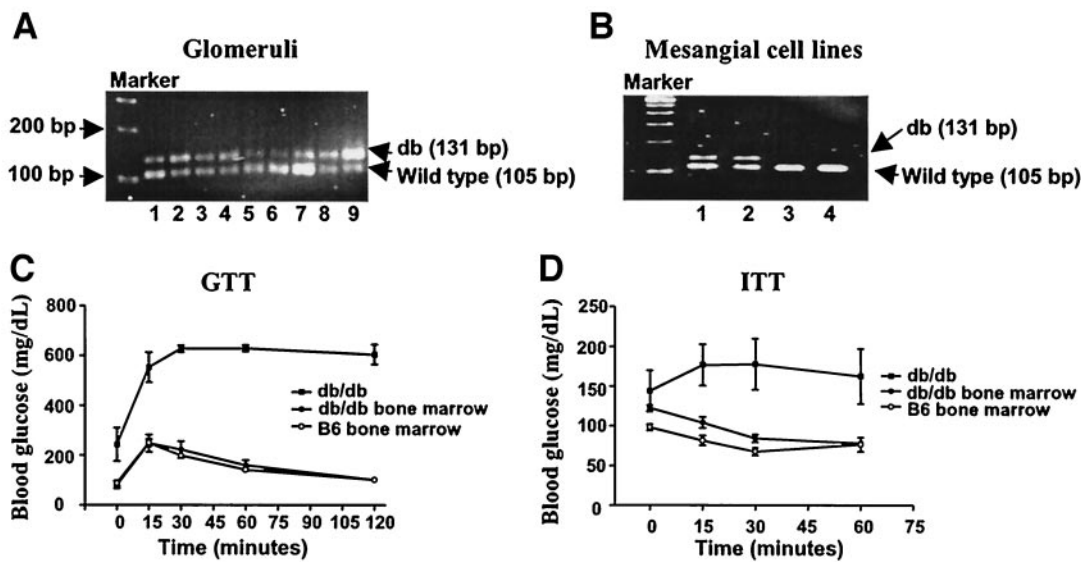 A
Glomeruli
Marker
200 bp
100 bp
db (131 bp)
Wild type (105 bp)
1 2 3 4 5 6 7 8 9
B
Mesangial cell lines
Marker
db (131 bp)
Wild type (105 bp)
1 2 3 4
C
GTT
Blood glucose (mg/dL)
800
600
400
200
0
db/db
db/db bone marrow
B6 bone marrow
0 15 30 45 60 75 90 105 120
Time (minutes)
D
ITT
Blood glucose (mg/dL)
250
200
150
100
50
0
db/db
db/db bone marrow
B6 bone marrow
0 15 30 45 60 75
Time (minutes)